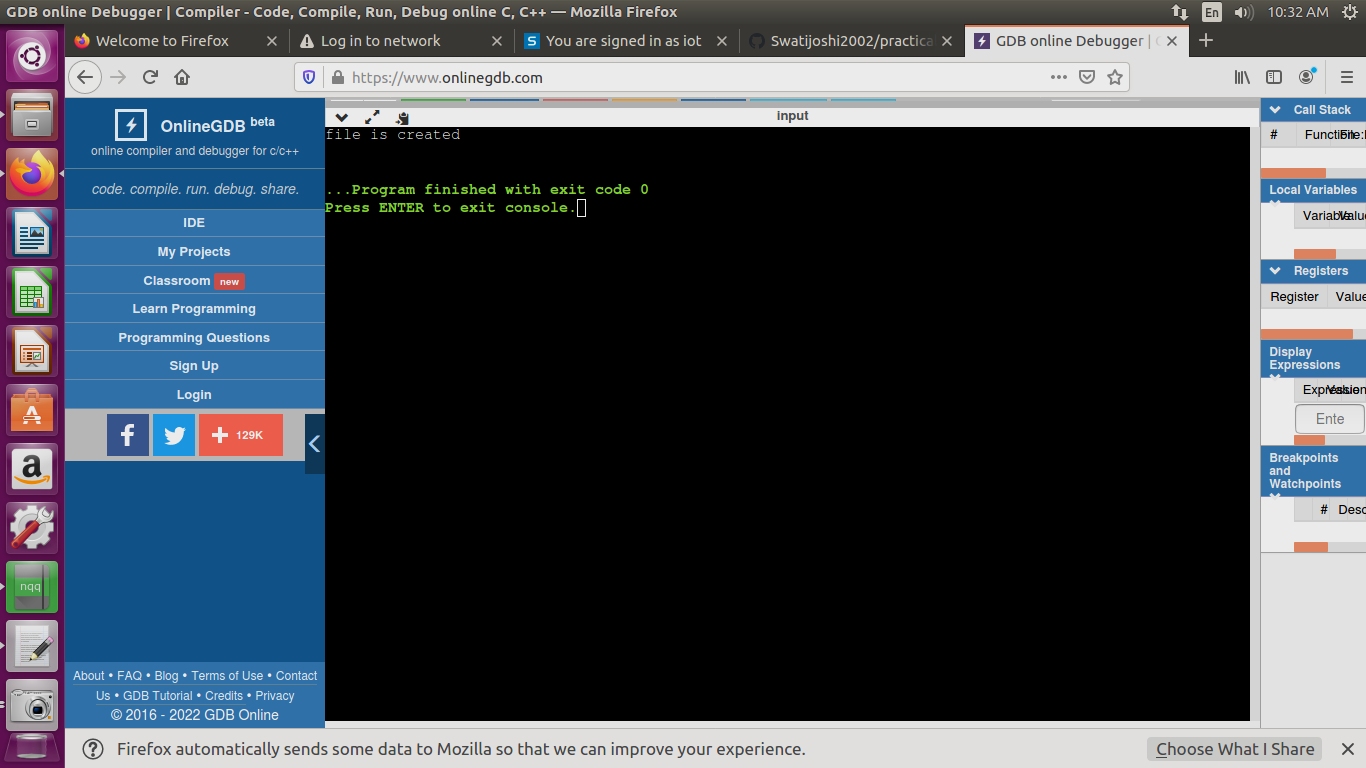 GDB online Debugger | Compiler - Code, Compile, Run, Debug online C, C++ — Mozilla Firefox
En
10:32 AM
Welcome to Firefox
Log in to network
You are signed in as iot
Swatijoshi2002/practica
GDB online Debugger |
https://www.onlinegdb.com
OnlineGDB beta
online compiler and debugger for c/c++
code. compile. run. debug. share.
IDE
My Projects
Classroom new
Learn Programming
Programming Questions
Sign Up
Login
129K
About • FAQ • Blog • Terms of Use • Contact
Us • GDB Tutorial • Credits • Privacy
© 2016 - 2022 GDB Online
input
file is created
...Program finished with exit code 0
Press ENTER to exit console.
Call Stack
# Function File:
Local Variables
Variable Valu
Registers
Register Value
Display
Expressions
Expression Value
Ente
Breakpoints
and
Watchpoints
# Desc
nqq
Firefox automatically sends some data to Mozilla so that we can improve your experience.
Choose What I Share